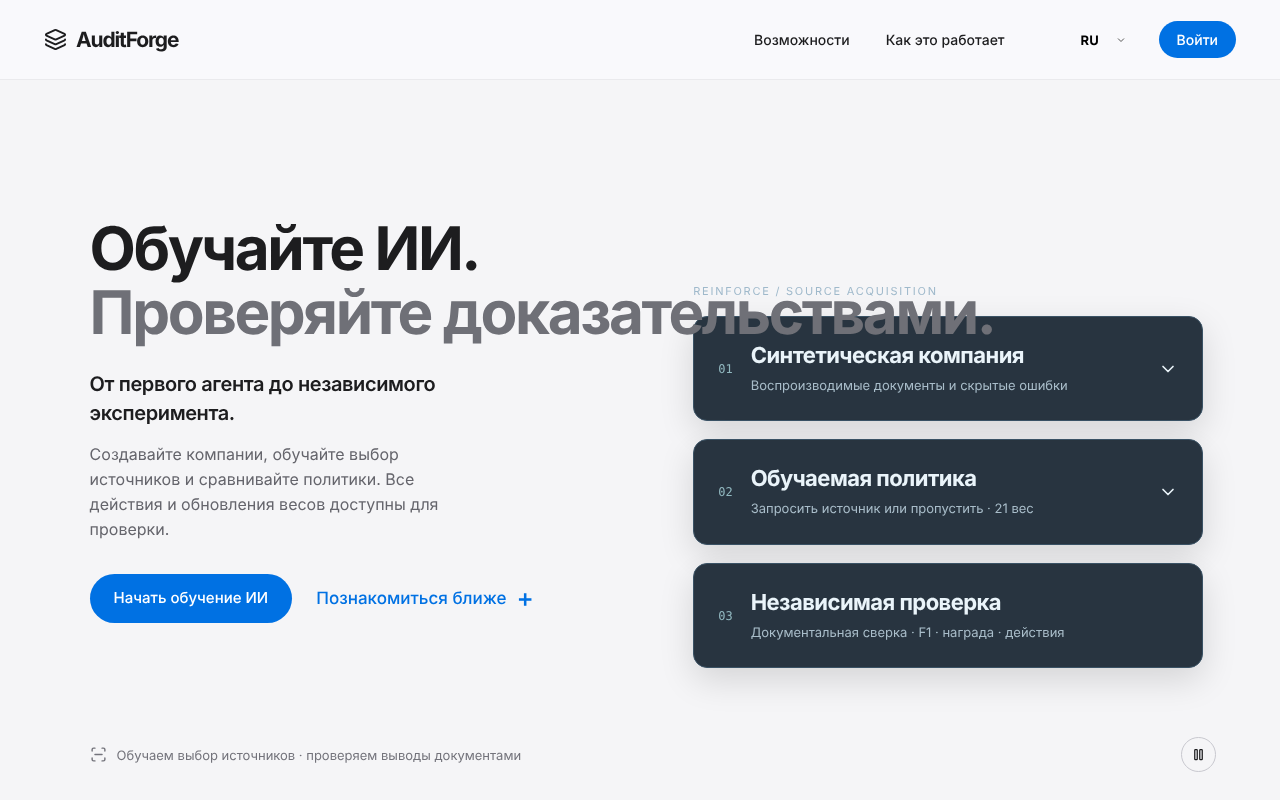 AuditForge
Возможности
Как это работает
RU
Войти
Обучайте ИИ.
Проверяйте доказательствами.
От первого агента до независимого
эксперимента.
Создавайте компании, обучайте выбор
источников и сравнивайте политики. Все
действия и обновления весов доступны для
проверки.
Начать обучение ИИ
Познакомиться ближе +
REINFORCE / SOURCE ACQUISITION
01
Синтетическая компания
Воспроизводимые документы и скрытые ошибки
02
Обучаемая политика
Запросить источник или пропустить · 21 вес
03
Независимая проверка
Документальная сверка · F1 · награда · действия
Обучаем выбор источников · проверяем выводы документами